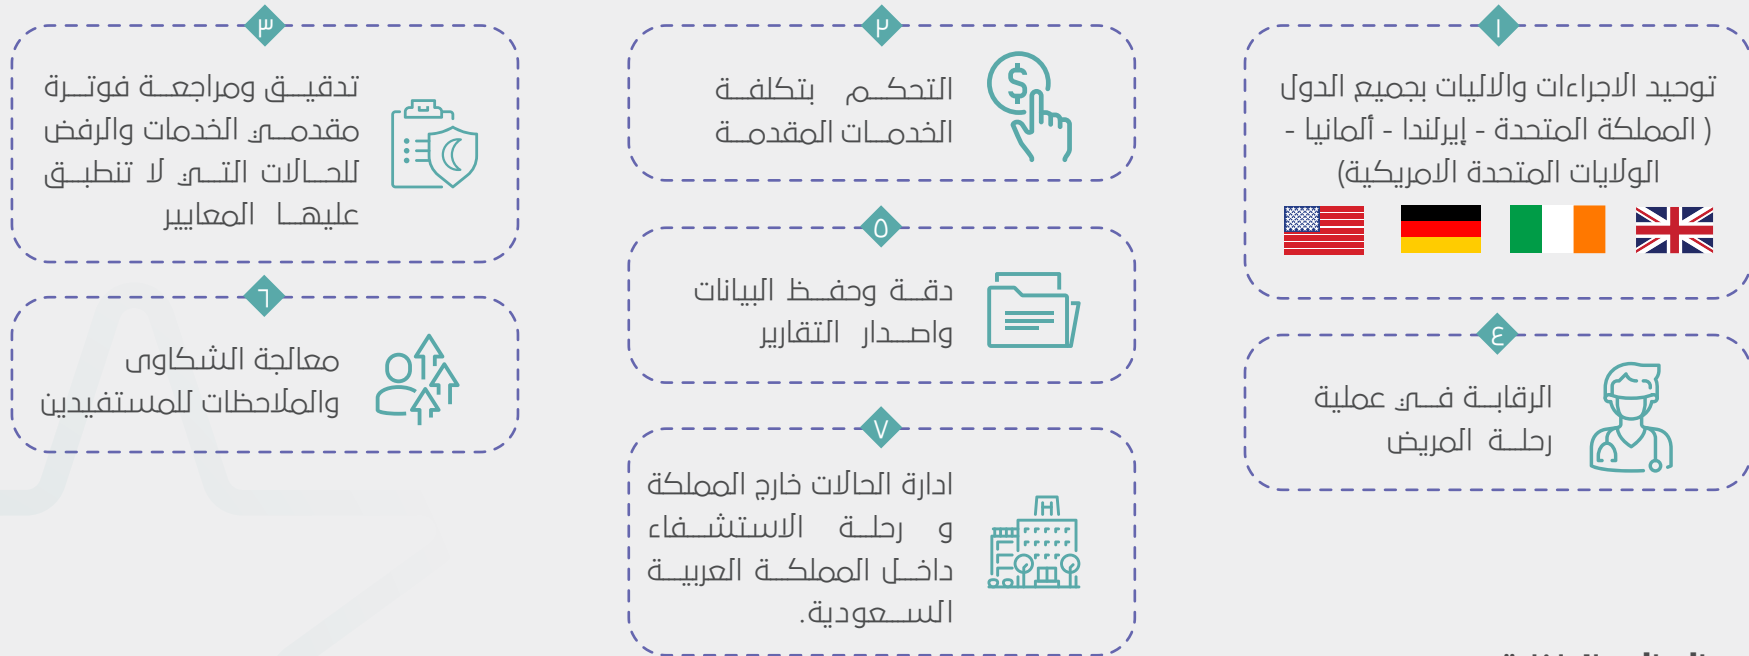 ١
توحيد الاجراءات والاليات بجميع الدول
( المملكة المتحدة - إيرلندا - ألمانيا -
الولايات المتحدة الامريكية)
٢
التحكم بتكلفة
الخدمات المقدمة
٣
تدقيق ومراجعة فوترة
مقدمي الخدمات والرفض
للحالات التي لا تنطبق
عليها المعايير
٤
الرقابة في عملية
رحلة المريض
٥
دقة وحفظ البيانات
واصدار التقارير
٦
معالجة الشكاوى
والملاحظات للمستفيدين
٧
ادارة الحالات خارج المملكة
و رحلة الاستشفاء
داخل المملكة العربية
السعودية.
H